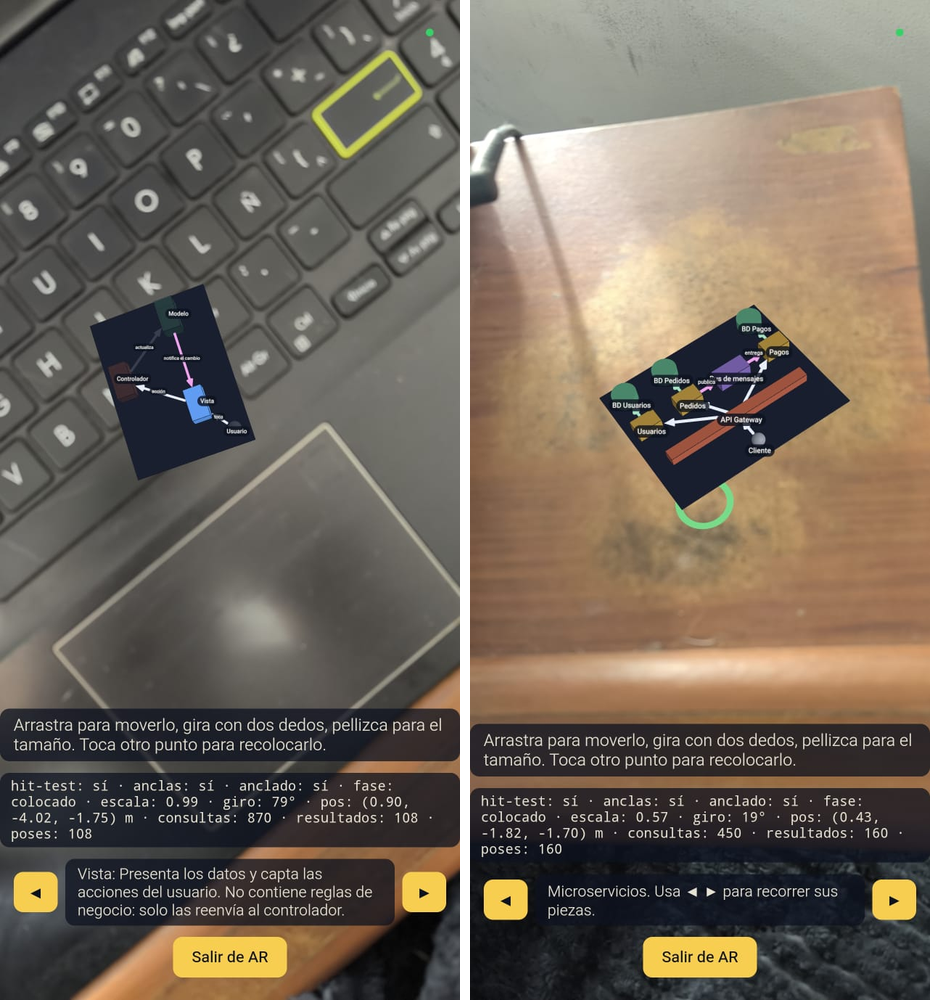 4
0
9
8
P
O
I
U
Ñ
L
K
H
B
V
Ctrl
Modelo
actualiza
notifica el cambio
Controlador
Vista
Usuario
Arrastra para moverlo, gira con dos dedos, pellizca para el
tamaño. Toca otro punto para recolocarlo.
hit-test: sí · anclas: sí · anclado: sí · fase:
colocado · escala: 0.99 · giro: 79° · pos: (0.90,
-4.02, -1.75) m · consultas: 870 · resultados: 108 ·
poses: 108
◄
Vista: Presenta los datos y capta las
acciones del usuario. No contiene reglas de
negocio: solo las reenvía al controlador.
►
Salir de AR
BD Pagos
entrega
Pagos
BD Pedidos
publica
s de mensajes
BD Usuarios
Pedidos
API Gateway
Usuarios
Cliente
Arrastra para moverlo, gira con dos dedos, pellizca para el
tamaño. Toca otro punto para recolocarlo.
hit-test: sí · anclas: sí · anclado: sí · fase:
colocado · escala: 0.57 · giro: 19° · pos: (0.43,
-1.82, -1.70) m · consultas: 450 · resultados: 160 ·
poses: 160
◄
Microservicios. Usa ◄ ► para recorrer sus
piezas.
►
Salir de AR